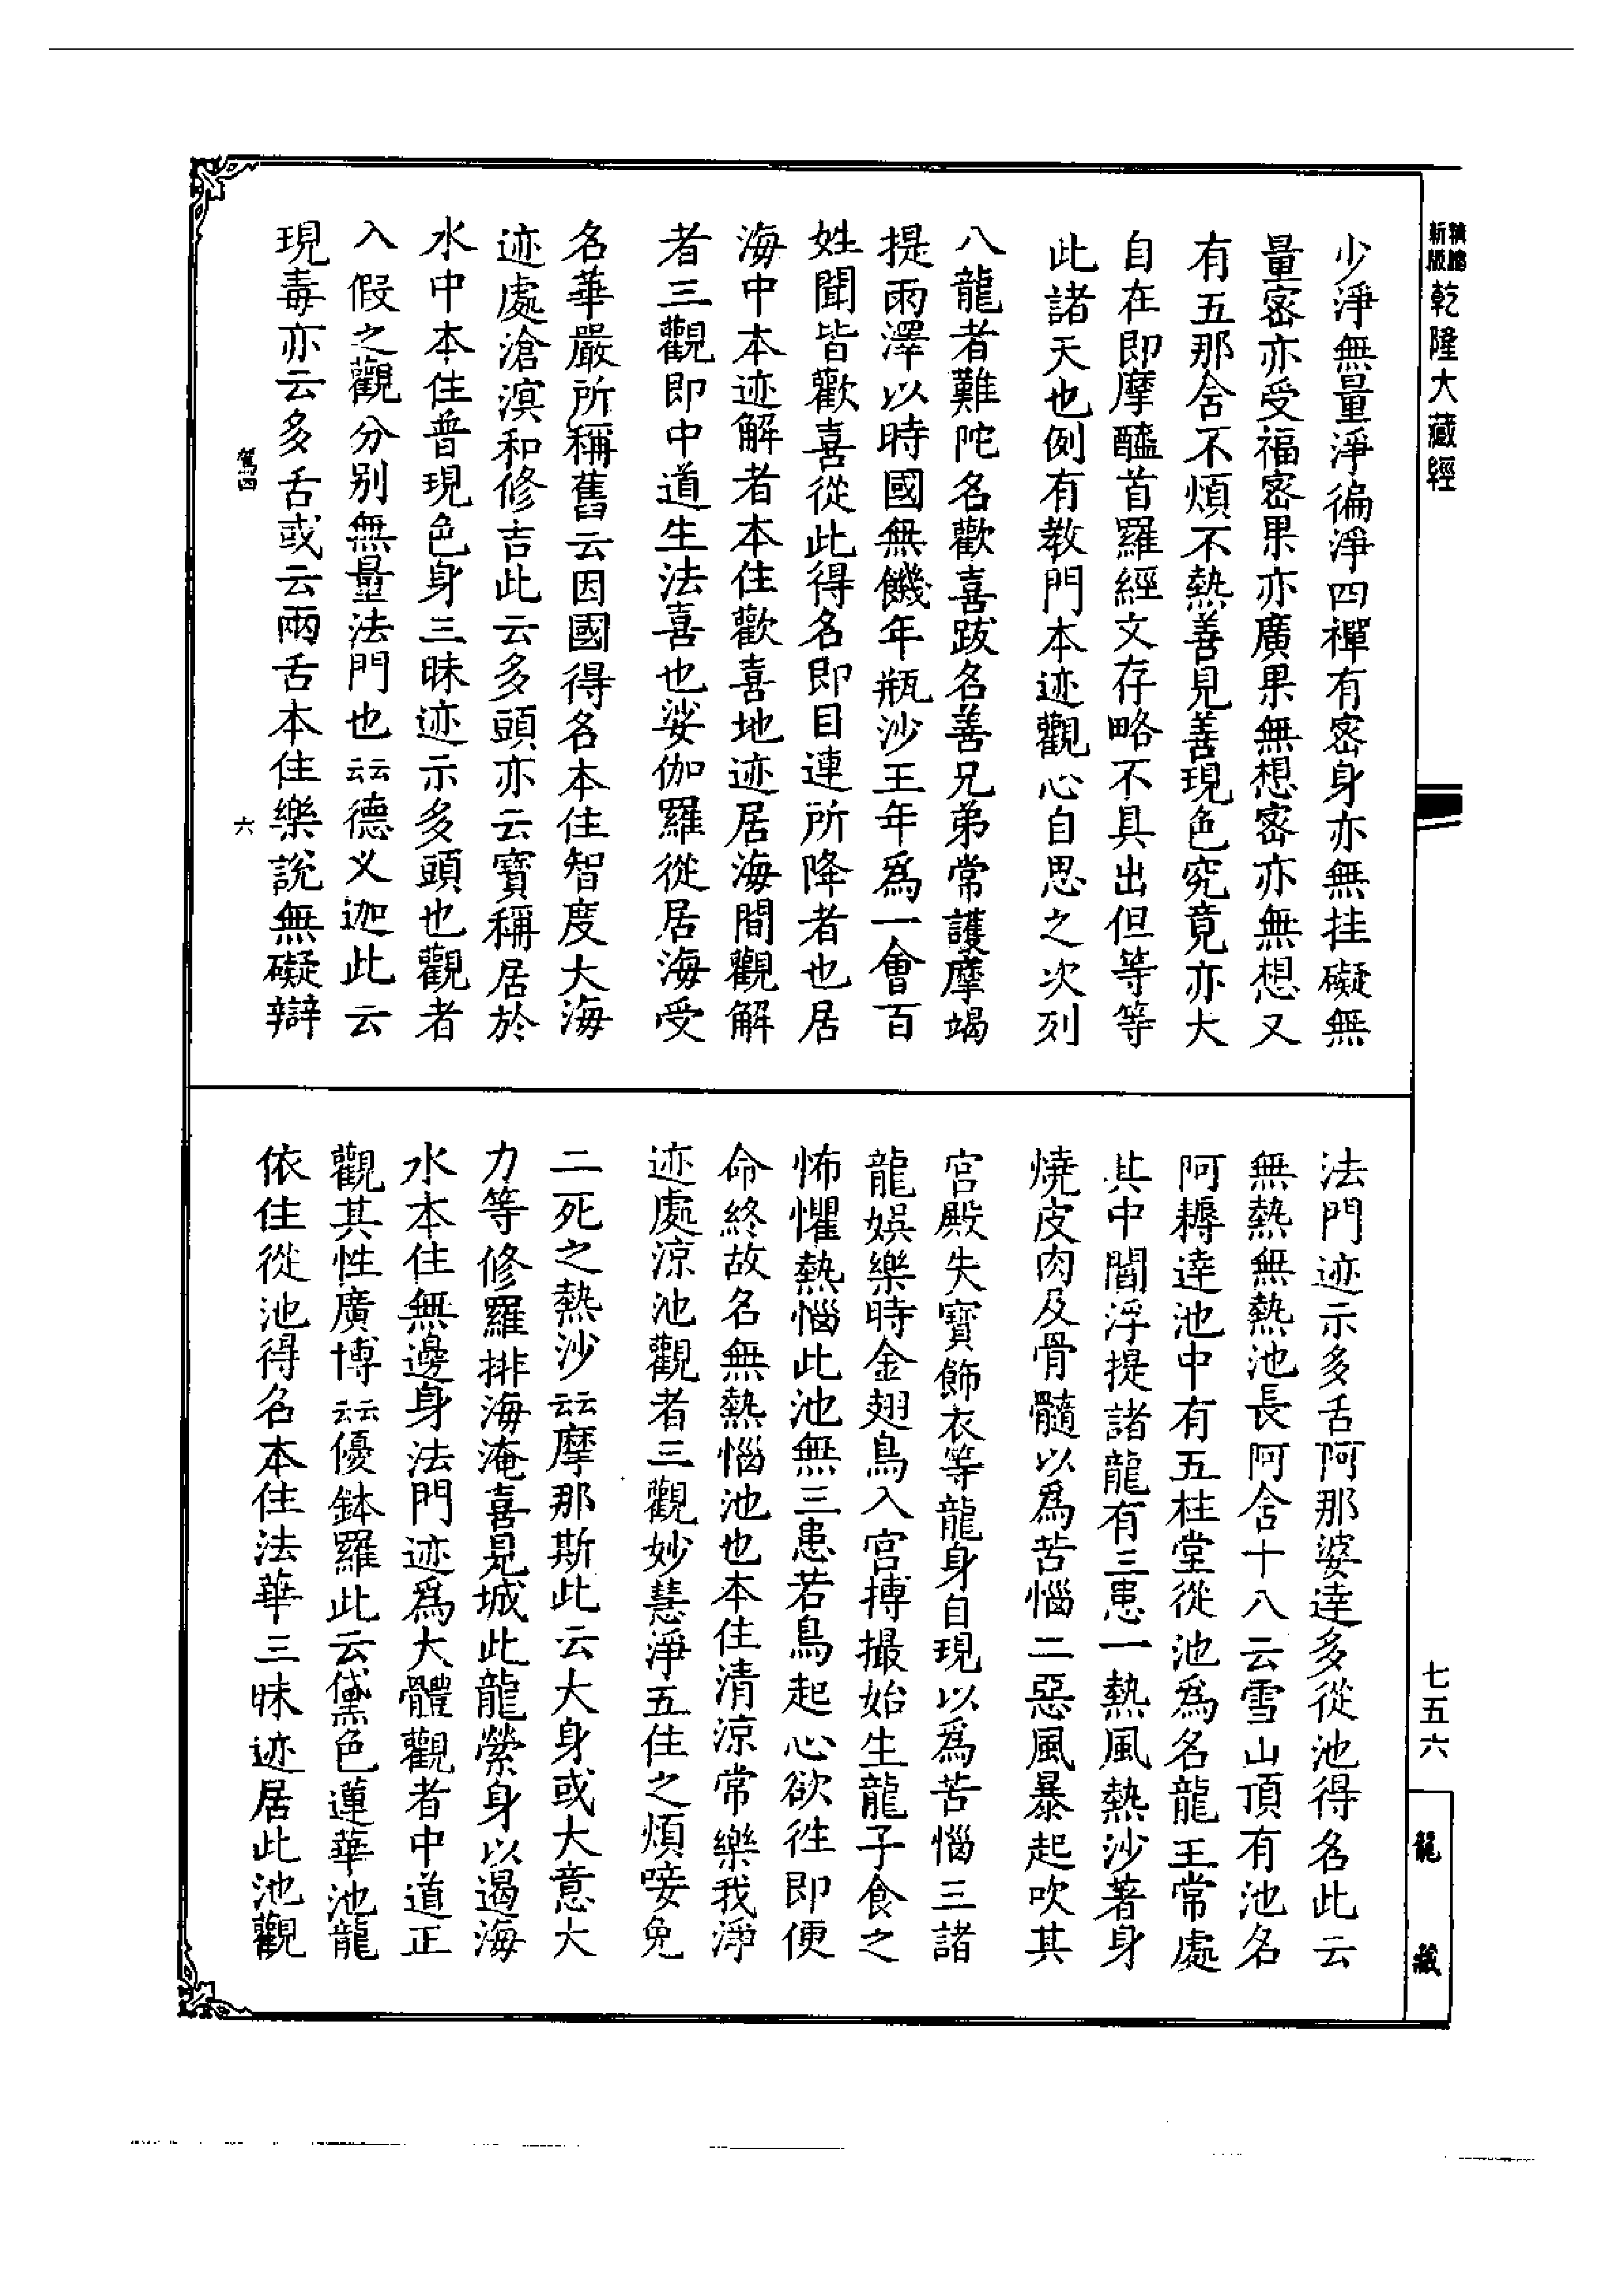 新版
精縮
乾隆大藏經
少淨無量淨徧淨四禪有密身亦無挂礙無
量密亦受福密果亦廣果無想密亦無想又
有五那含不煩不熱善見善現色究竟亦大
自在即摩醯首羅經文存略不具出但等等
此諸天也例有教門本迹觀心自思之次列
八龍者難陀名歡喜跋名善兄弟常護摩竭
提雨澤以時國無饑年瓶沙王年爲一會百
姓聞皆歡喜從此得名即目連所降者也居
海中本迹解者本住歡喜地迹居海間觀解
者三觀即中道生法喜也娑伽羅從居海受
名華嚴所稱舊云因國得名本住智度大海
迹處滄溟和修吉此云多頭亦云寶稱居於
水中本住普現色身三昧迹示多頭也觀者
入假之觀分別無量法門也云云德叉迦此云
現毒亦云多舌或云兩舌本住樂說無礙辯
駕四
六
法門迹示多舌阿那婆達多從池得名此云
無熱無熱池長阿含十八云雪山頂有池名
阿耨達池中有五柱堂從池爲名龍王常處
其中閻浮提諸龍有三患一熱風熱沙著身
燒皮肉及骨髓以爲苦惱二惡風暴起吹其
宮殿失寶飾衣等龍身自現以爲苦惱三諸
龍娛樂時金翅鳥入宮搏撮始生龍子食之
怖懼熱惱此池無三患若鳥起心欲徃即便
命終故名無熱惱池也本住清涼常樂我淨
迹處涼池觀者三觀妙慧淨五住之煩㛐免
二死之熱沙云云摩那斯此云大身或大意大
力等修羅排海淹喜見城此龍縈身以遏海
水本住無邊身法門迹爲大體觀者中道正
觀其性廣博云云優鉢羅此云黛色蓮華池龍
依住從池得名本住法華三昧迹居此池觀
七五六
龍藏